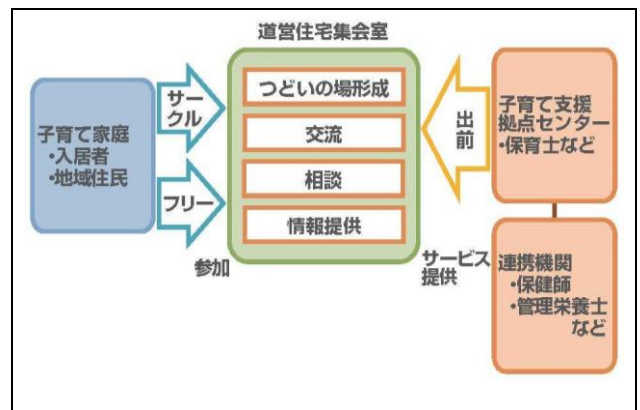 道営住宅集会室
子育て家庭
・入居者
・地域住民
サー
クル
フリー
参加
つどいの場形成
交流
相談
情報提供
出前
サービス
提供
子育て支援
拠点センター
・保育士など
連携機関
・保健師
・管理栄養士
など